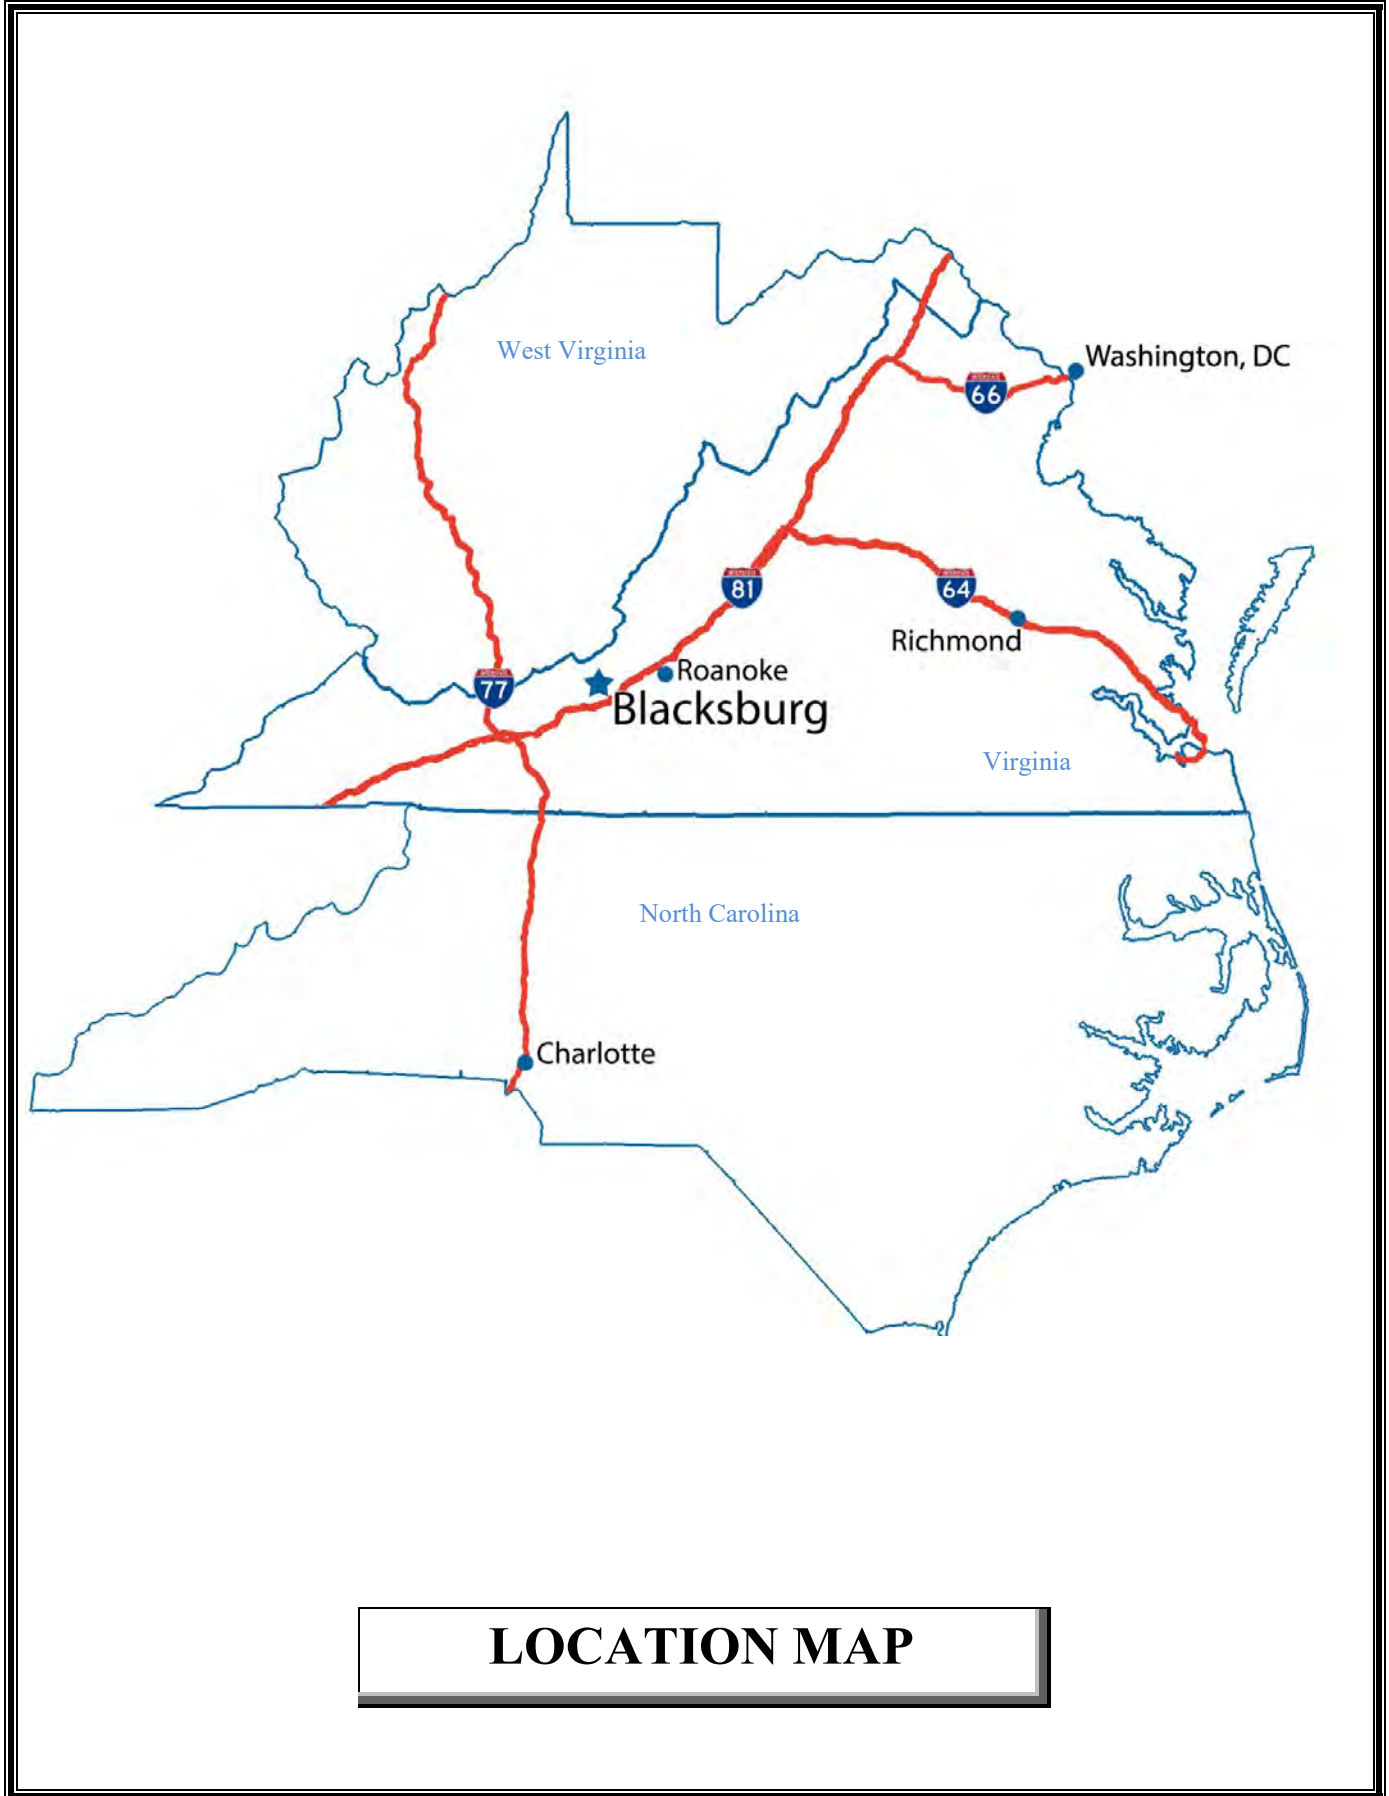 West Virginia
Washington, DC
66
81
64
Richmond
Roanoke
77
Blacksburg
Virginia
North Carolina
Charlotte
LOCATION MAP